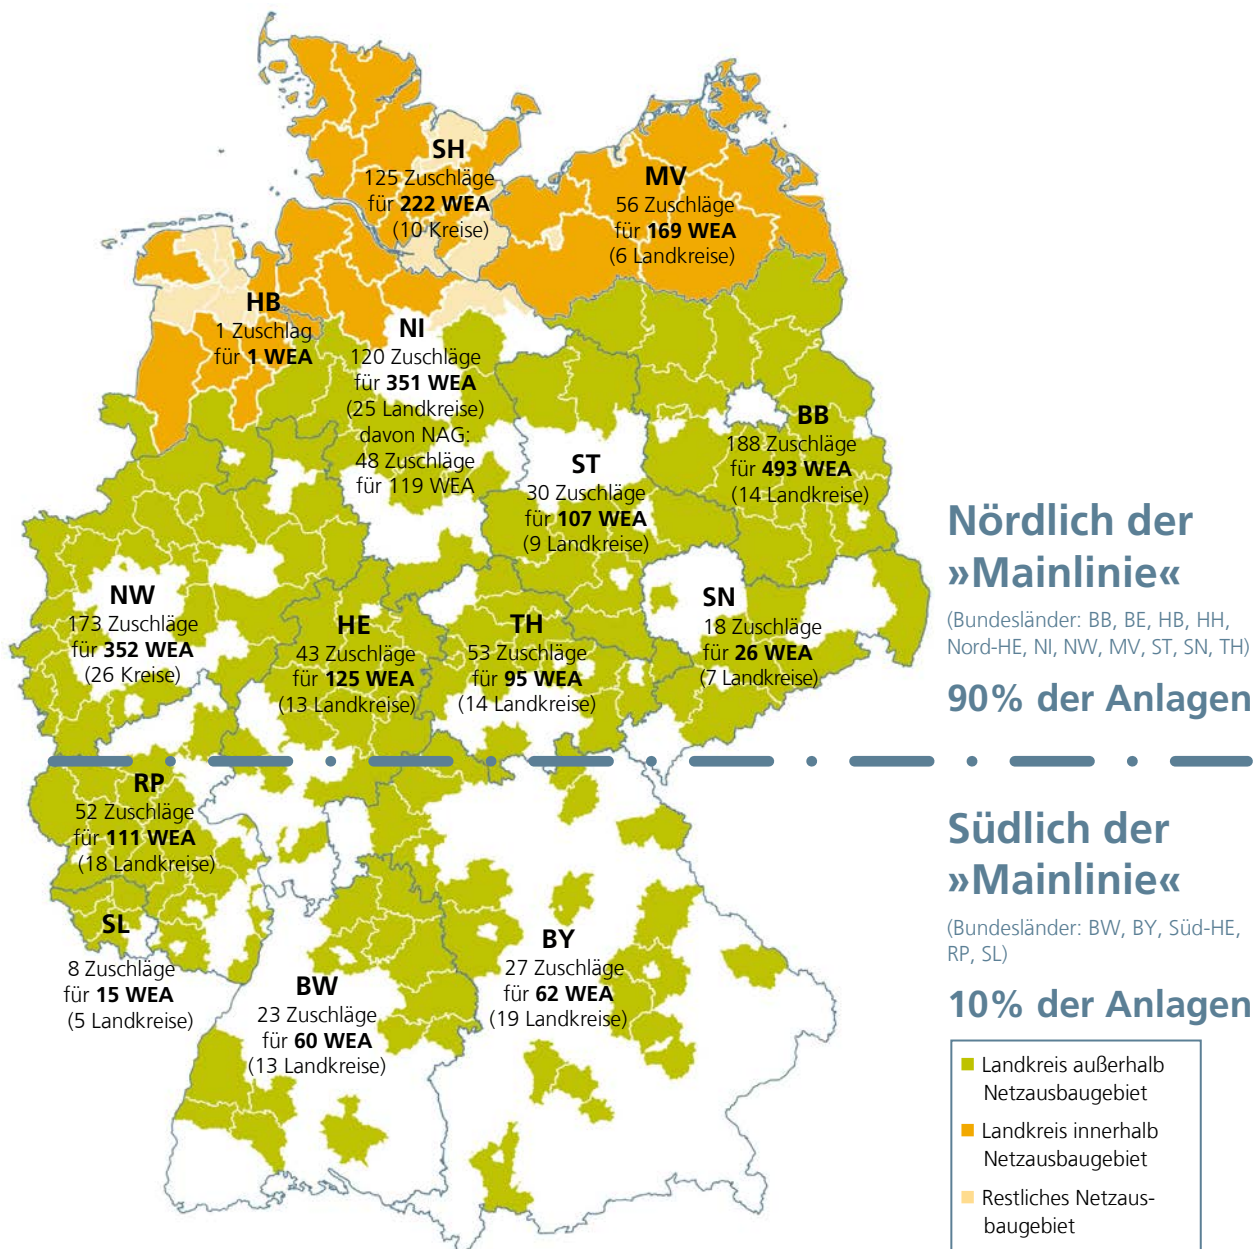 SH
125 Zuschläge
für 222 WEA
(10 Kreise)
MV
56 Zuschläge
für 169 WEA
(6 Landkreise)
HB
1 Zuschlag
für 1 WEA
NI
120 Zuschläge
für 351 WEA
(25 Landkreise)
davon NAG:
48 Zuschläge
für 119 WEA
BB
188 Zuschläge
für 493 WEA
(14 Landkreise)
ST
30 Zuschläge
für 107 WEA
(9 Landkreise)
NW
173 Zuschläge
für 352 WEA
(26 Kreise)
HE
43 Zuschläge
für 125 WEA
(13 Landkreise)
TH
53 Zuschläge
für 95 WEA
(14 Landkreise)
SN
18 Zuschläge
für 26 WEA
(7 Landkreise)
Nördlich der
»Mainlinie«
(Bundesländer: BB, BE, HB, HH,
Nord-HE, NI, NW, MV, ST, SN, TH)
90% der Anlagen
RP
52 Zuschläge
für 111 WEA
(18 Landkreise)
SL
8 Zuschläge
für 15 WEA
(5 Landkreise)
BW
23 Zuschläge
für 60 WEA
(13 Landkreise)
BY
27 Zuschläge
für 62 WEA
(19 Landkreise)
Südlich der
»Mainlinie«
(Bundesländer: BW, BY, Süd-HE,
RP, SL)
10% der Anlagen
Landkreis außerhalb
Netzausbaugebiet
Landkreis innerhalb
Netzausbaugebiet
Restliches Netzaus-
baugebiet